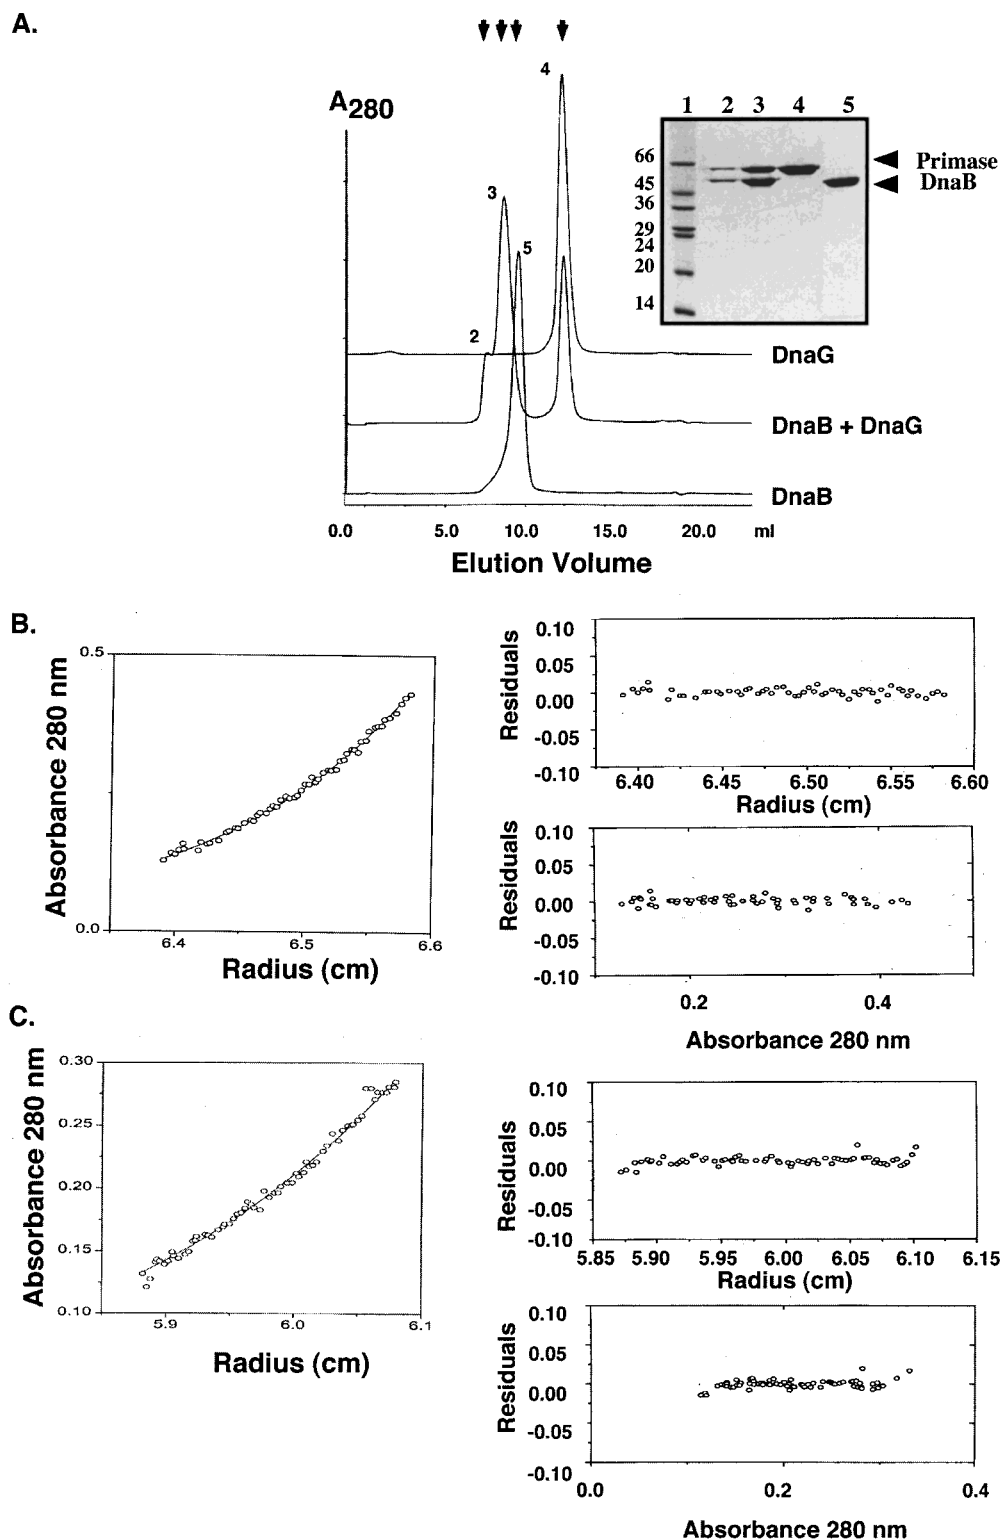 A.
A280
4
3
5
2
1 2 3 4 5
66
45
36
29
24
20
14
Primase
DnaB
DnaG
DnaB + DnaG
DnaB
0.0 5.0 10.0 15.0 20.0 ml
Elution Volume
B.
Absorbance 280 nm
0.5
0.0
6.4 6.5 6.6
Radius (cm)
Residuals
0.10
0.05
0.00
-0.05
-0.10
6.40 6.45 6.50 6.55 6.60
Radius (cm)
Residuals
0.10
0.05
0.00
-0.05
-0.10
0.2 0.4
Absorbance 280 nm
C.
Absorbance 280 nm
0.30
0.25
0.20
0.15
0.10
5.9 6.0 6.1
Radius (cm)
Residuals
0.10
0.05
0.00
-0.05
-0.10
5.85 5.90 5.95 6.00 6.05 6.10 6.15
Radius (cm)
Residuals
0.10
0.05
0.00
-0.05
-0.10
0.0 0.2 0.4
Absorbance 280 nm